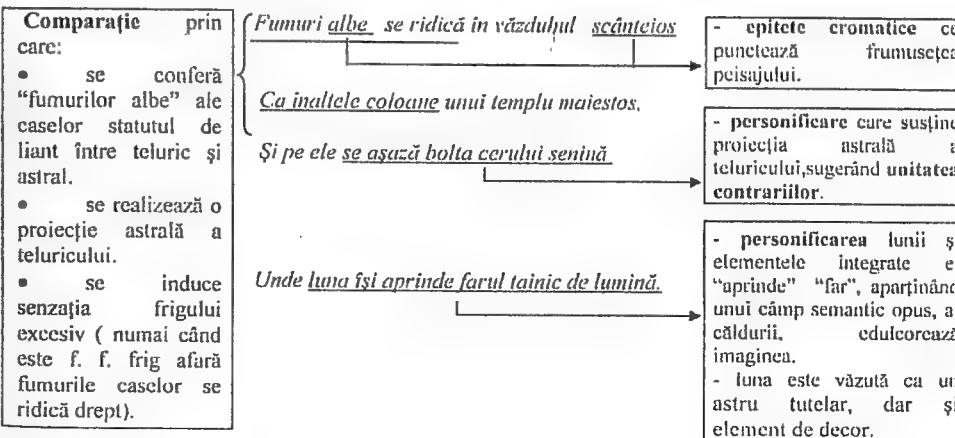 Comparație prin
care:
• se conferă
“fumurilor albe” ale
caselor statutul de
liant între teluric și
astral.
• se realizează o
proiecție astrală a
teluricului.
• se induce
senzația frigului
excesiv ( numai când
este f. f. frig afară
fumurile caselor se
ridică drept).
Fumuri albe se ridică în văzduhul scânteios
Ca înaltele coloane unui templu maiestos,
Și pe ele se așază bolta cerului senină
Unde luna își aprinde farul tainic de lumină.
- epitete cromatice ce
punctează frumusețea
peisajului.
- personificare care susține
proiecția astrală a
teluricului,sugerând unitatea
contrariilor.
- personificarea lunii și
elementele integrate e
“aprinde” “far”, aparținând
unui câmp semantic opus, a
căldurii, edulcorează
imaginea.
- luna este văzută ca un
astru tutelar, dar și
element de decor.